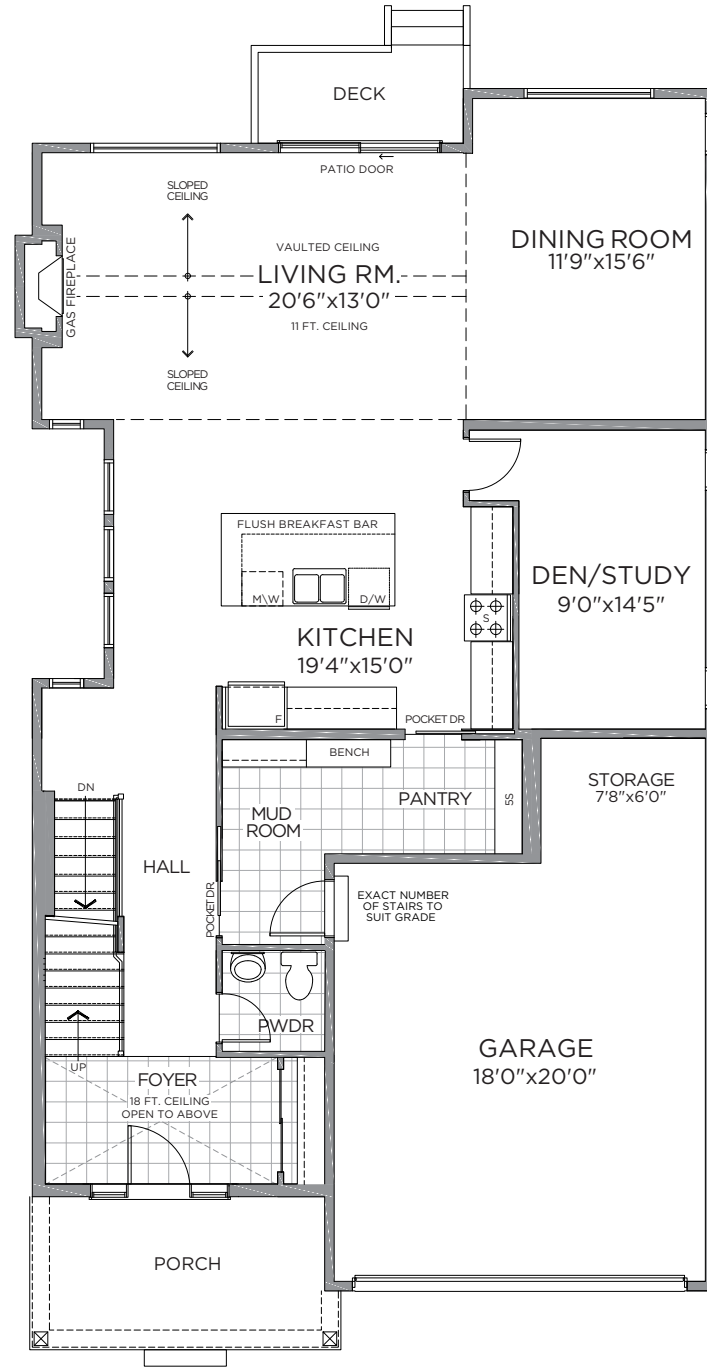 DECK
PATIO DOOR
SLOPED
CEILING
GAS FIREPLACE
VAULTED CEILING
LIVING RM.
20'6"x13'0"
11 FT. CEILING
SLOPED
CEILING
DINING ROOM
11'9"x15'6"
FLUSH BREAKFAST BAR
M\W
D/W
S
DEN/STUDY
9'0"x14'5"
KITCHEN
19'4"x15'0"
F
POCKET DR
BENCH
PANTRY
5S
STORAGE
7'8"x6'0"
DN
MUD
ROOM
HALL
POCKET DR.
EXACT NUMBER
OF STAIRS TO
SUIT GRADE
PWDR
UP
FOYER
18 FT. CEILING
OPEN TO ABOVE
GARAGE
18'0"x20'0"
PORCH